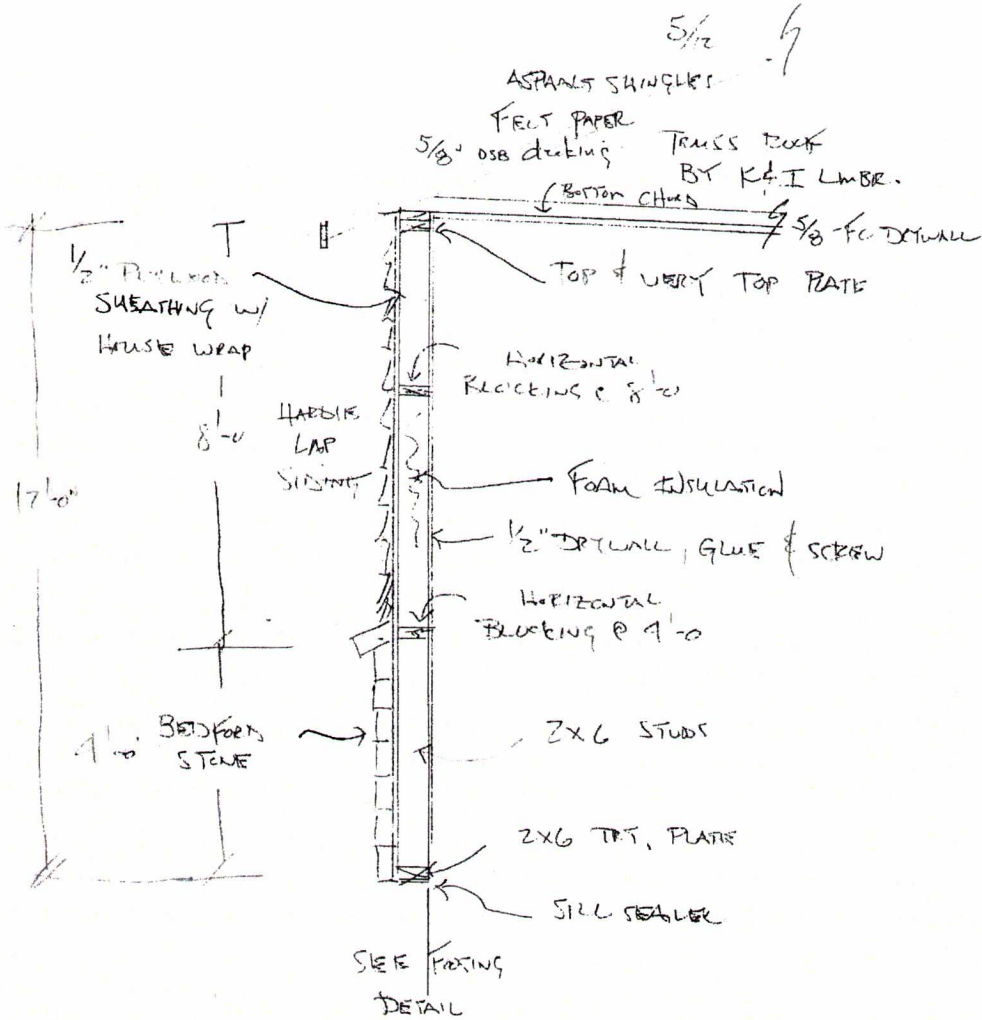 5/12
ASPHALT SHINGLES
FELT PAPER
5/8" OSB decking
TRUSS ROOF
BY K&I LMBR.
BOTTOM CHORD
5/8 FC DRYWALL
1/2"
SHEATHING W/
HOUSE WRAP
TOP & VERY TOP PLATE
HORIZONTAL
BLOCKING @ 8'-0
8'-0
HARDIE
LAP
SIDING
FOAM INSULATION
1/2" DRYWALL, GLUE & SCREW
HORIZONTAL
BLOCKING @ 4'-0
4'-0"
BEDFORD
STONE
2X6 STUDS
2X6 TRT. PLATE
SILL SEALER
SEE FOOTING
DETAIL